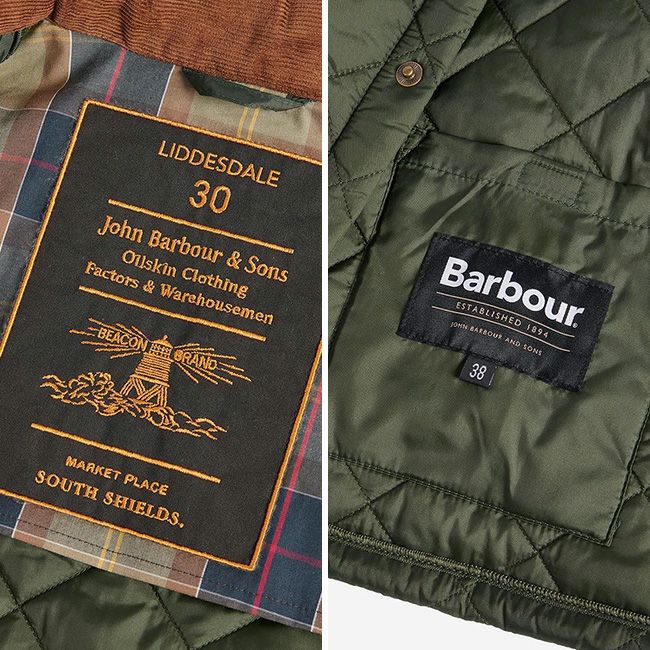 LIDDESDALE
30
John Barbour & Sons
Oilskin Clothing
Factors & Warehousemen
BEACON BRAND
MARKET PLACE
SOUTH SHIELDS.
Barbour®
ESTABLISHED 1894
JOHN BARBOUR AND SONS
38